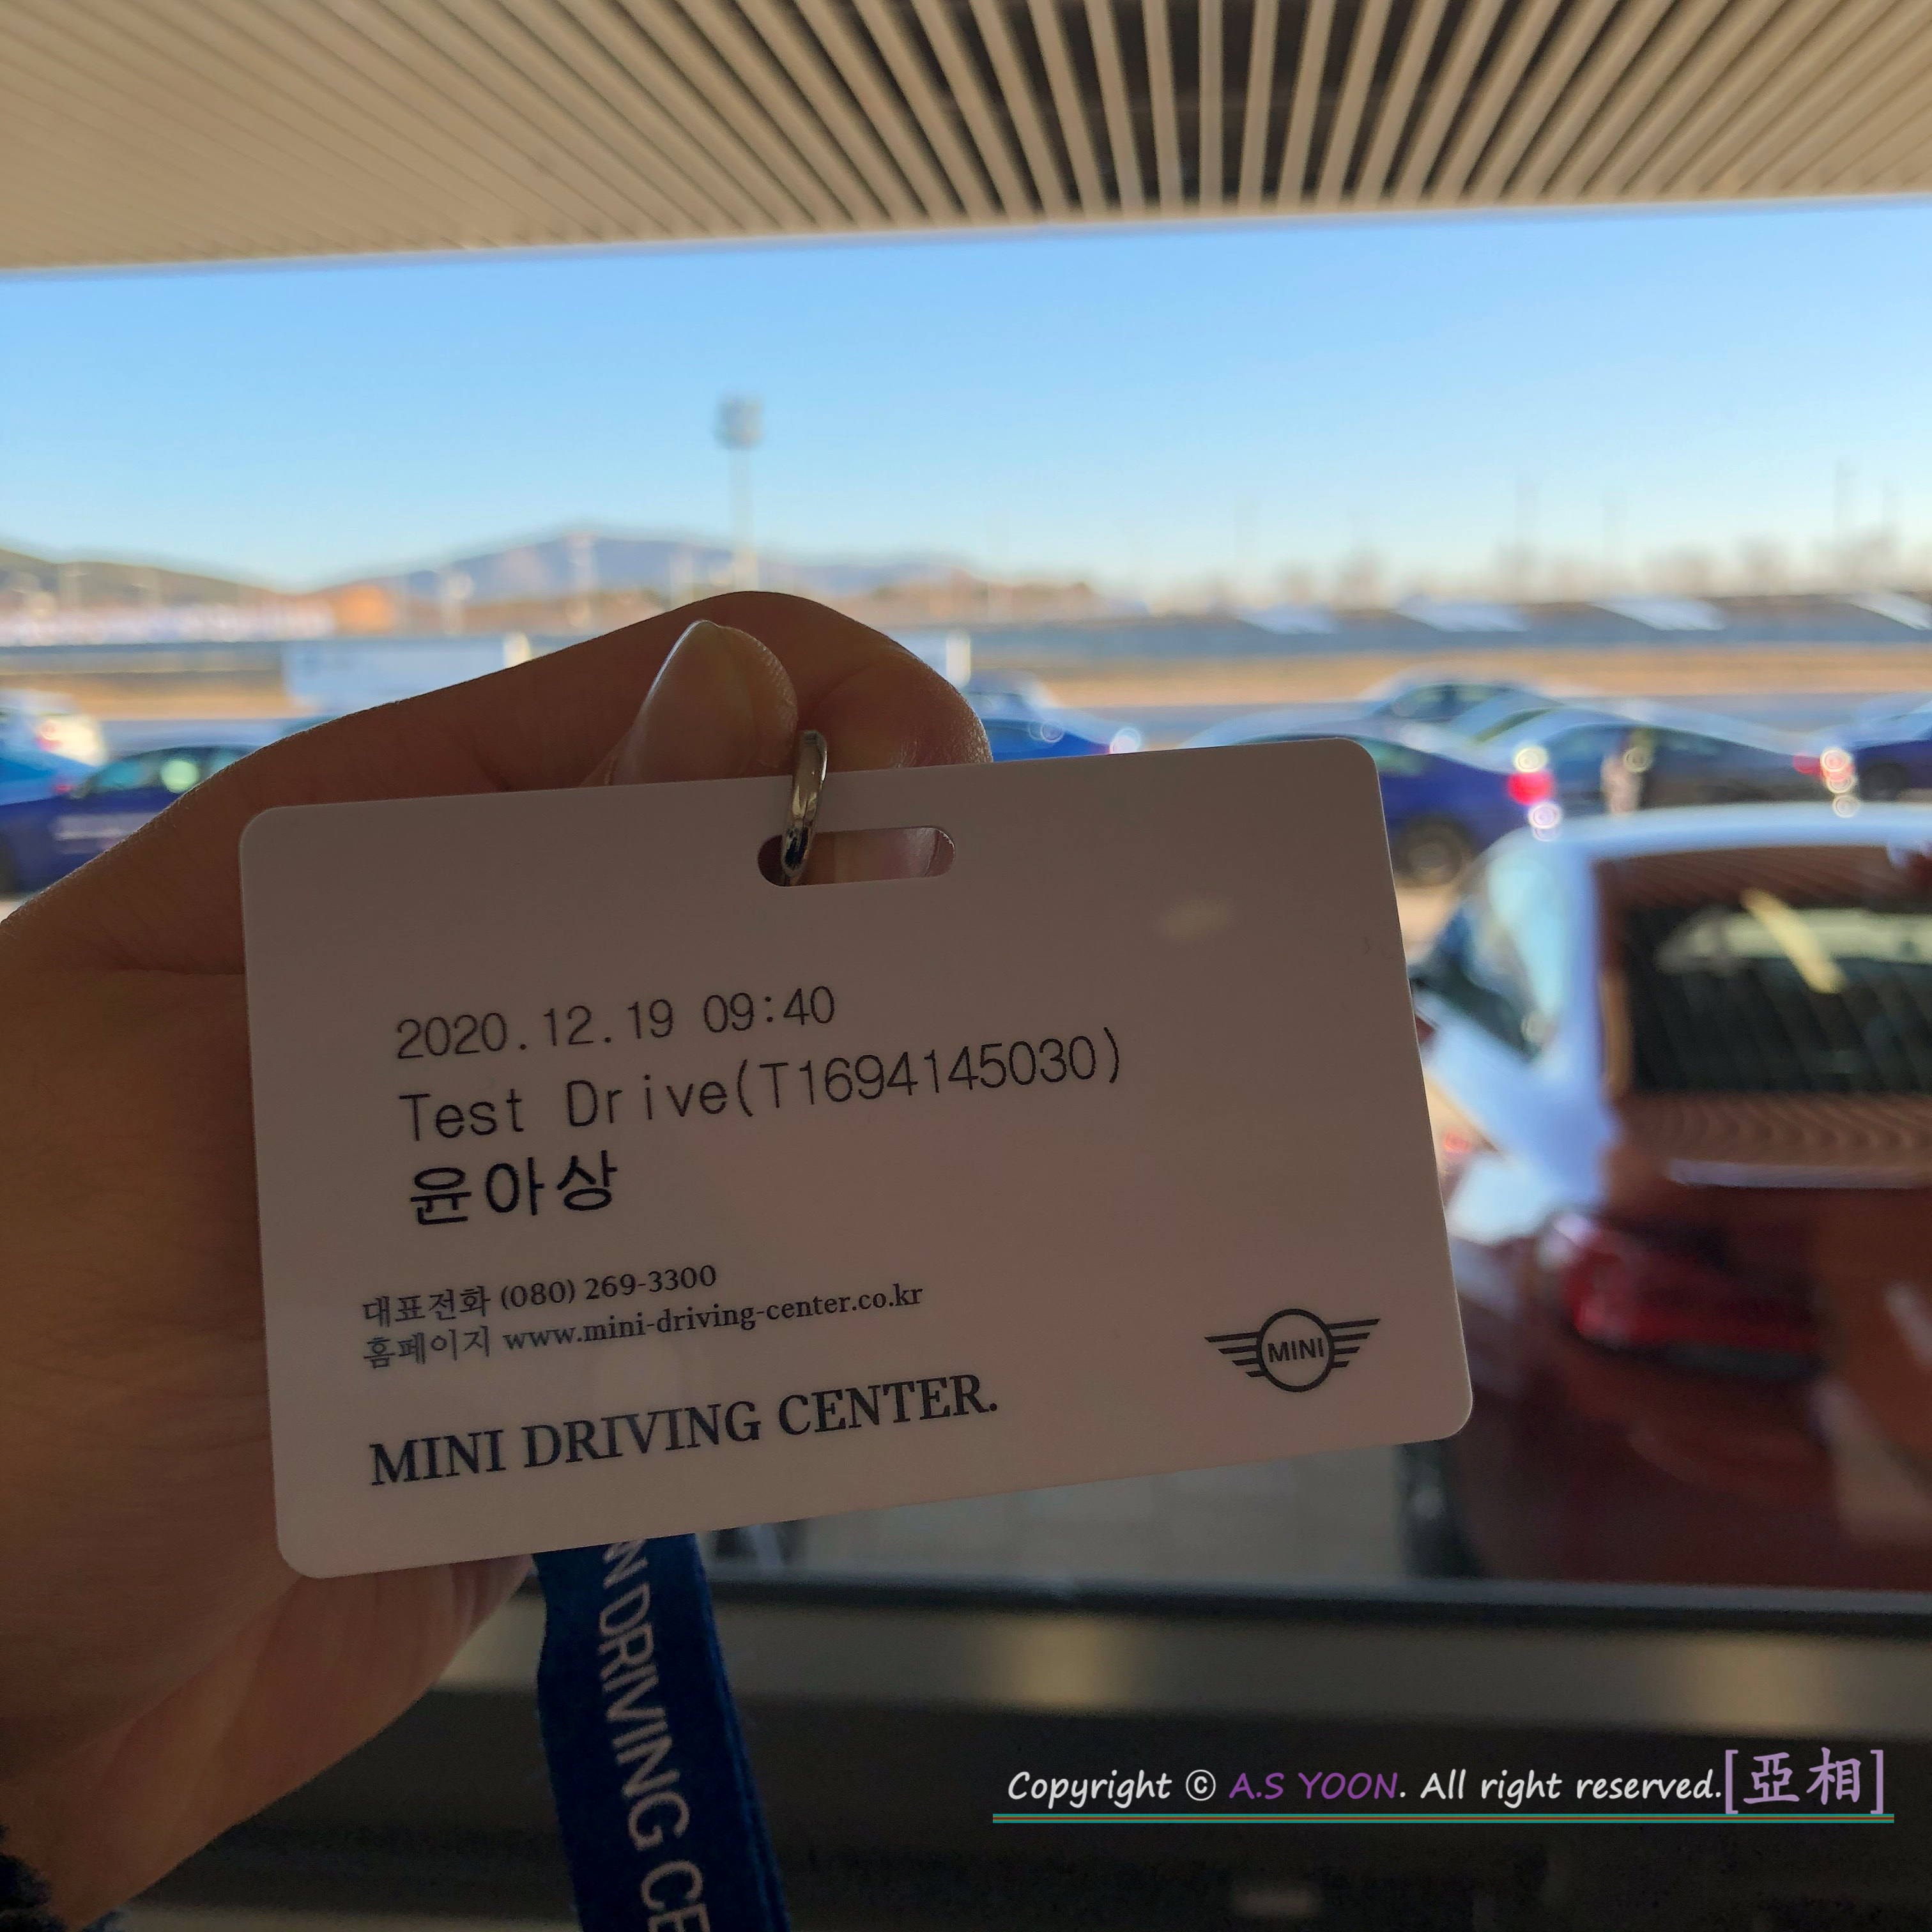 2020.12.19 09:40
Test Drive(T1694145030)
윤아상
대표전화 (080) 269-3300
홈페이지 www.mini-driving-center.co.kr
MINI DRIVING CENTER.
MINI
DRIVING
Copyright © A.S YOON. All right reserved.[亞相]